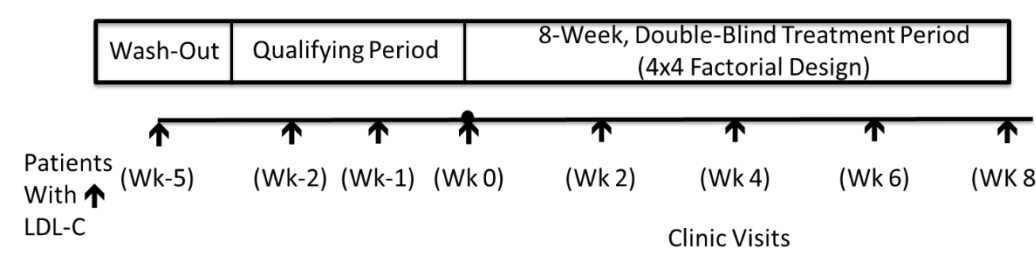 Wash-Out
Qualifying Period
8-Week, Double-Blind Treatment Period
(4x4 Factorial Design)
Patients
With
LDL-C
(Wk-5)
(Wk-2)
(Wk-1)
(Wk 0)
(Wk 2)
(Wk 4)
(Wk 6)
(WK 8
Clinic Visits